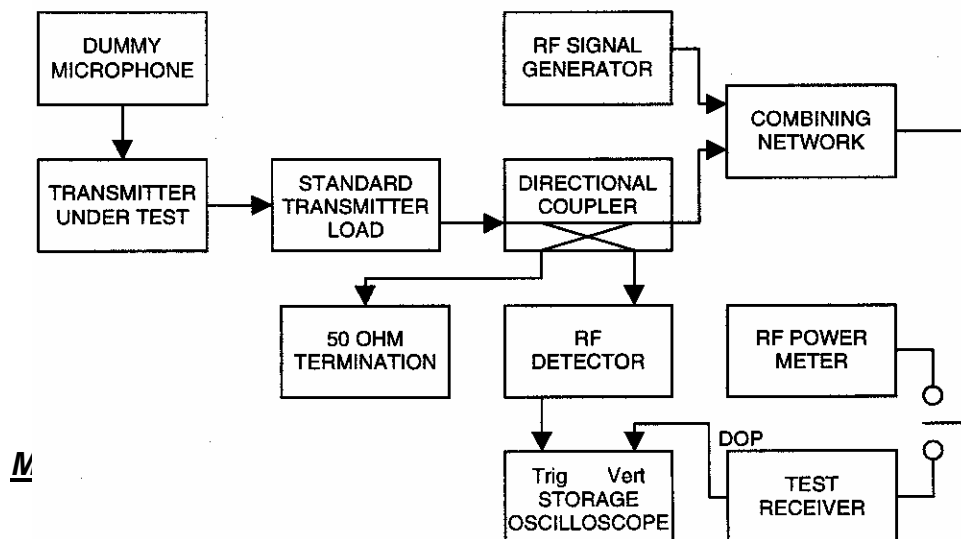 DUMMY
MICROPHONE
RF SIGNAL
GENERATOR
COMBINING
NETWORK
TRANSMITTER
UNDER TEST
STANDARD
TRANSMITTER
LOAD
DIRECTIONAL
COUPLER
50 OHM
TERMINATION
RF
DETECTOR
RF POWER
METER
DOP
M
Trig Vert
STORAGE
OSCILLOSCOPE
TEST
RECEIVER